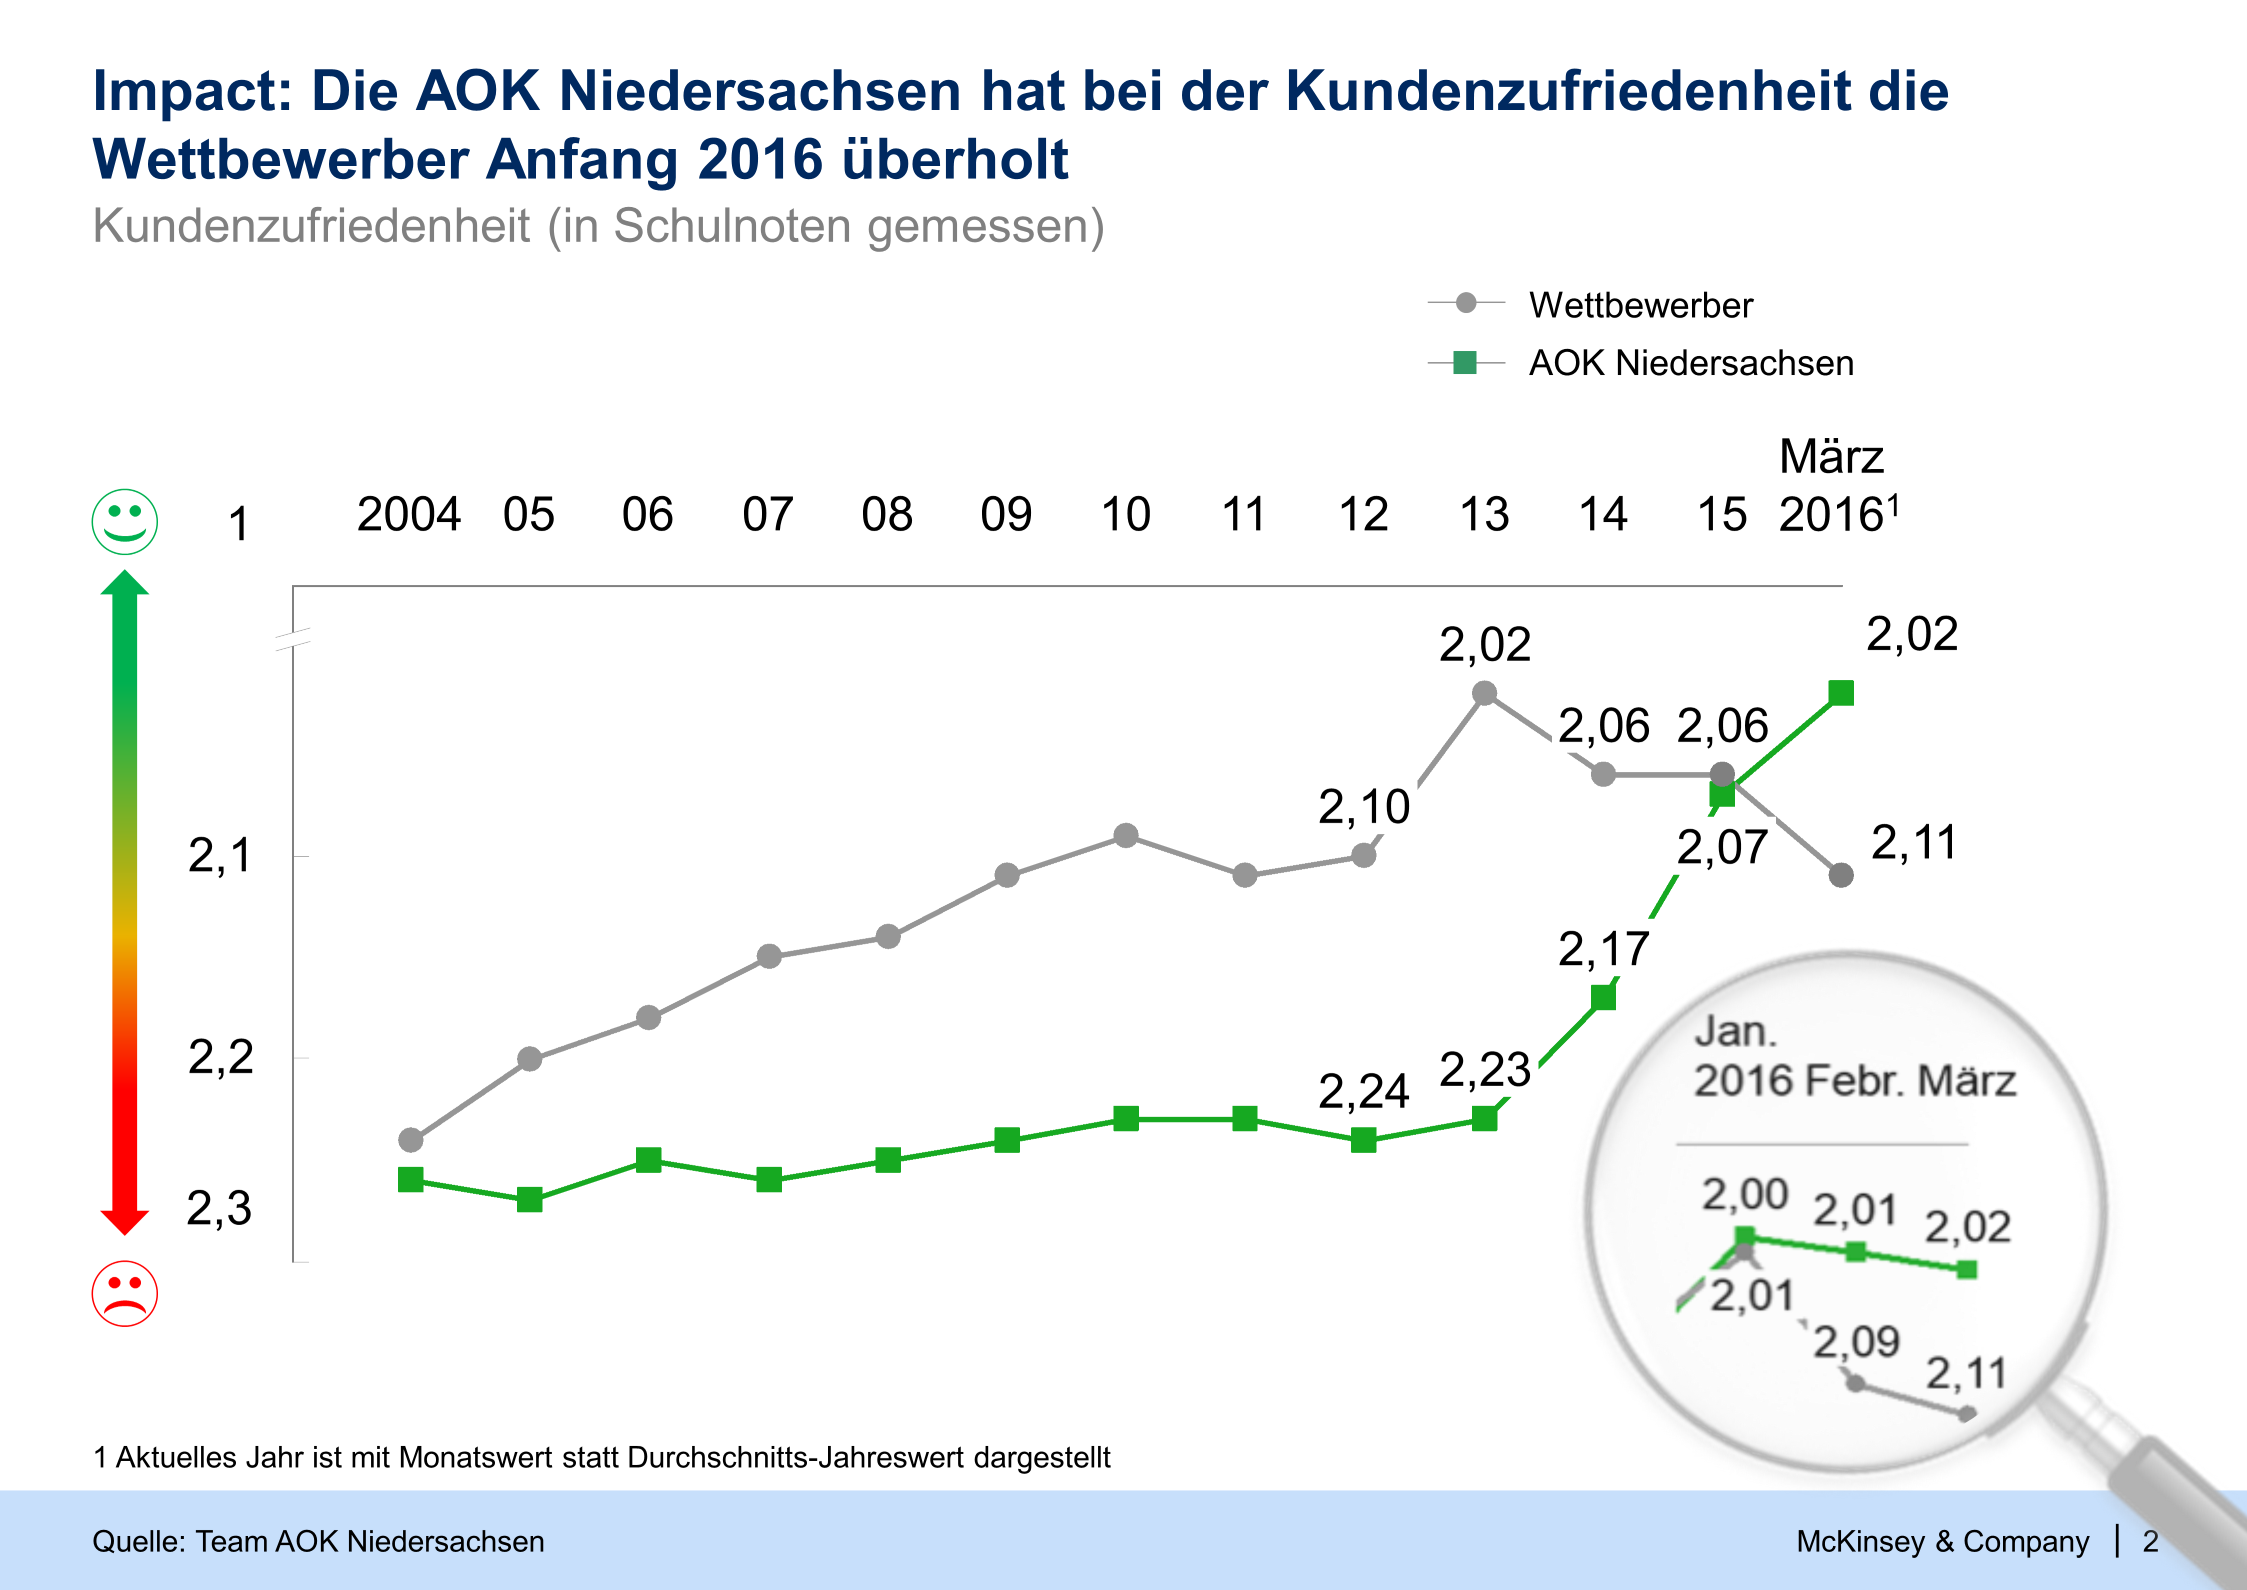 Impact: Die AOK Niedersachsen hat bei der Kundenzufriedenheit die
Wettbewerber Anfang 2016 überholt
Kundenzufriedenheit (in Schulnoten gemessen)
Wettbewerber
AOK Niedersachsen
März
1 2004 05 06 07 08 09 10 11 12 13 14 15 2016¹
2,02 2,02
2,06 2,06
2,10
2,1 2,07 2,11
2,17
2,2 2,24 2,23
2,3
Jan.
2016 Febr. März
2,00 2,01 2,02
2,01
2,09
2,11
1 Aktuelles Jahr ist mit Monatswert statt Durchschnitts-Jahreswert dargestellt
Quelle: Team AOK Niedersachsen
McKinsey & Company | 2